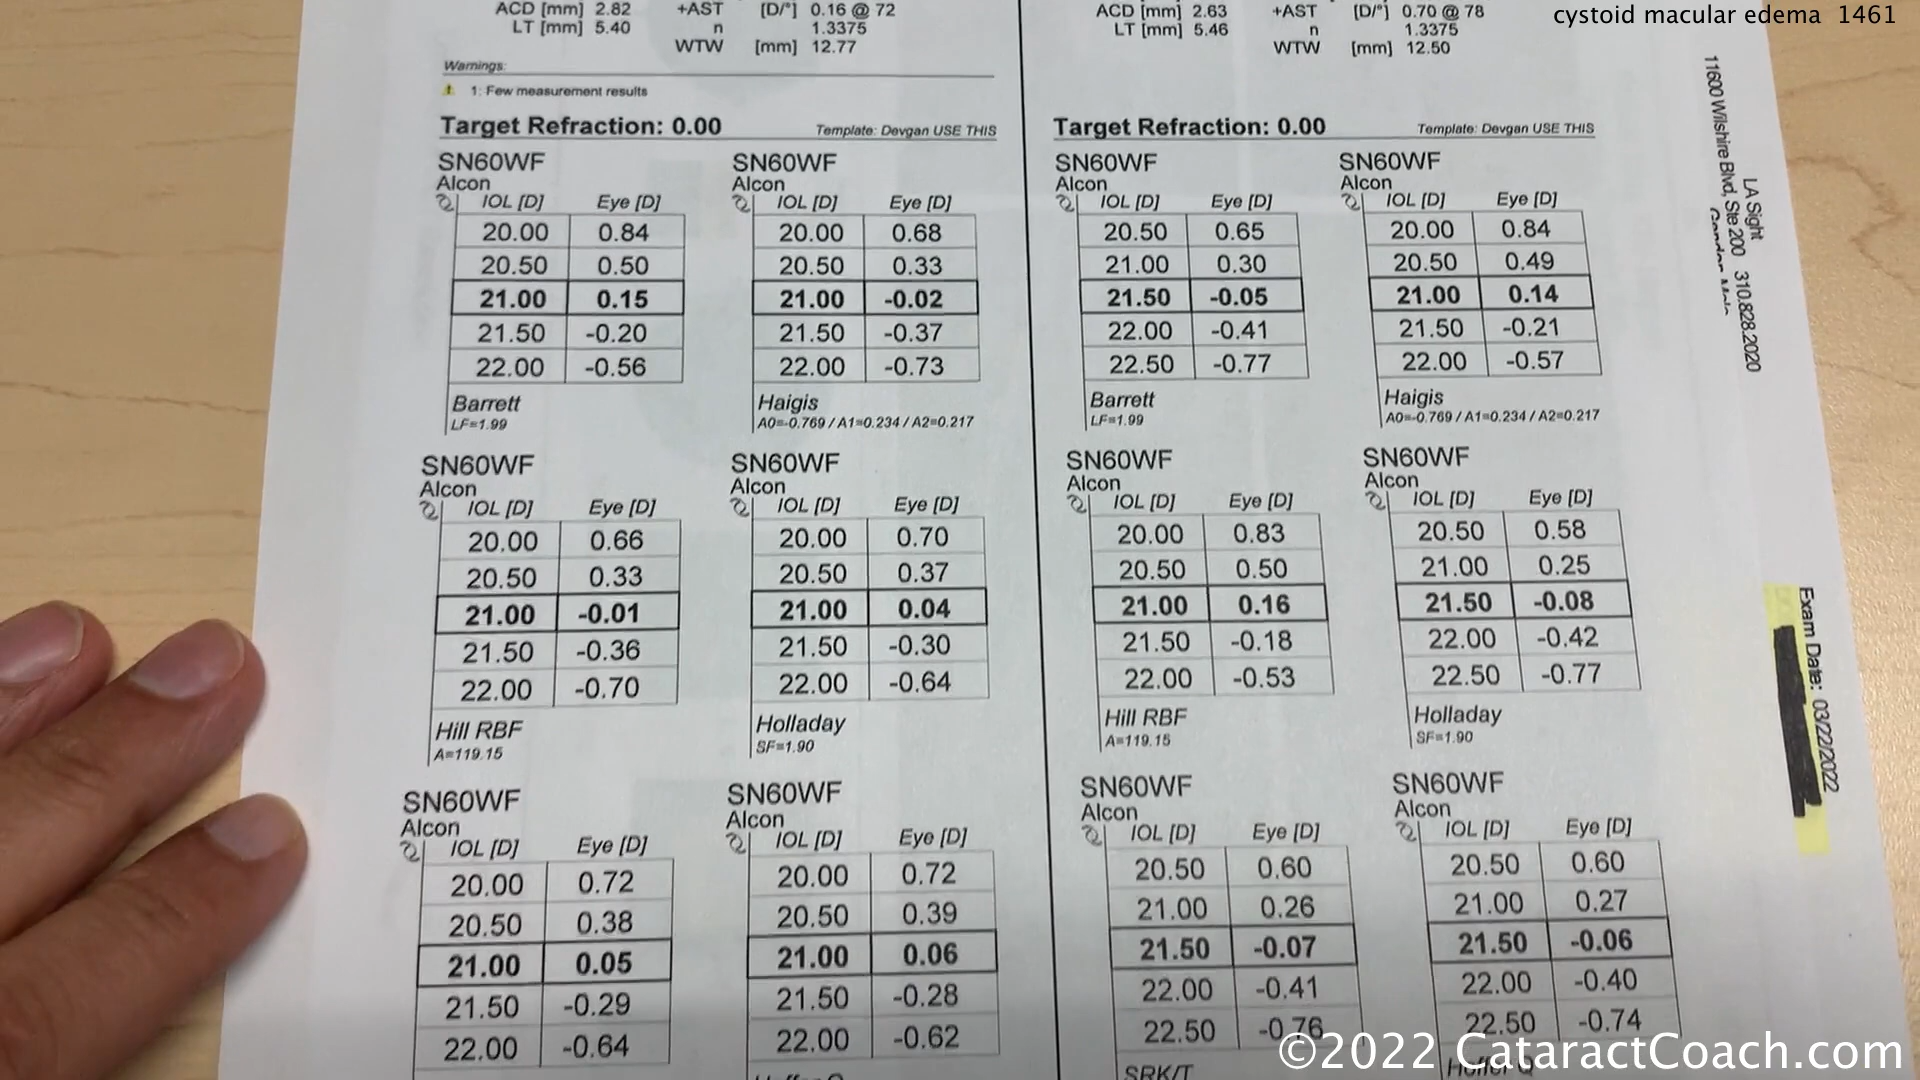 cystoid macular edema 1461
ACD [mm] 2.82 +AST [D/°] 0.16 @ 72
LT [mm] 5.40 n 1.3375
WTW [mm] 12.77
Warnings:
1: Few measurement results
Target Refraction: 0.00 Template: Devgan USE THIS
SN60WF SN60WF
Alcon Alcon
IOL [D] Eye [D] IOL [D] Eye [D]
20.00 0.84 20.00 0.68
20.50 0.50 20.50 0.33
21.00 0.15 21.00 -0.02
21.50 -0.20 21.50 -0.37
22.00 -0.56 22.00 -0.73
Barrett Haigis
LF=1.99 A0=-0.769 / A1=0.234 / A2=0.217
SN60WF SN60WF
Alcon Alcon
IOL [D] Eye [D] IOL [D] Eye [D]
20.00 0.66 20.00 0.70
20.50 0.33 20.50 0.37
21.00 -0.01 21.00 0.04
21.50 -0.36 21.50 -0.30
22.00 -0.70 22.00 -0.64
Hill RBF Holladay
A=119.15 SF=1.90
SN60WF SN60WF
Alcon Alcon
IOL [D] Eye [D] IOL [D] Eye [D]
20.00 0.72 20.00 0.72
20.50 0.38 20.50 0.39
21.00 0.05 21.00 0.06
21.50 -0.29 21.50 -0.28
22.00 -0.64 22.00 -0.62
ACD [mm] 2.63 +AST [D/°] 0.70 @ 78
LT [mm] 5.46 n 1.3375
WTW [mm] 12.50
Target Refraction: 0.00 Template: Devgan USE THIS
SN60WF SN60WF
Alcon Alcon
IOL [D] Eye [D] IOL [D] Eye [D]
20.50 0.65 20.00 0.84
21.00 0.30 20.50 0.49
21.50 -0.05 21.00 0.14
22.00 -0.41 21.50 -0.21
22.50 -0.77 22.00 -0.57
Barrett Haigis
LF=1.99 A0=-0.769 / A1=0.234 / A2=0.217
SN60WF SN60WF
Alcon Alcon
IOL [D] Eye [D] IOL [D] Eye [D]
20.00 0.83 20.50 0.58
20.50 0.50 21.00 0.25
21.00 0.16 21.50 -0.08
21.50 -0.18 22.00 -0.42
22.00 -0.53 22.50 -0.77
Hill RBF Holladay
A=119.15 SF=1.90
SN60WF SN60WF
Alcon Alcon
IOL [D] Eye [D] IOL [D] Eye [D]
20.50 0.60 20.50 0.60
21.00 0.26 21.00 0.27
21.50 -0.07 21.50 -0.06
22.00 -0.41 22.00 -0.40
22.50 -0.76 22.50 -0.74
SRK/T Hoffer Q
LA Sight
11600 Wilshire Blvd, Ste 200 310.828.2020
Exam Date: 03/22/2022
©2022 CataractCoach.com